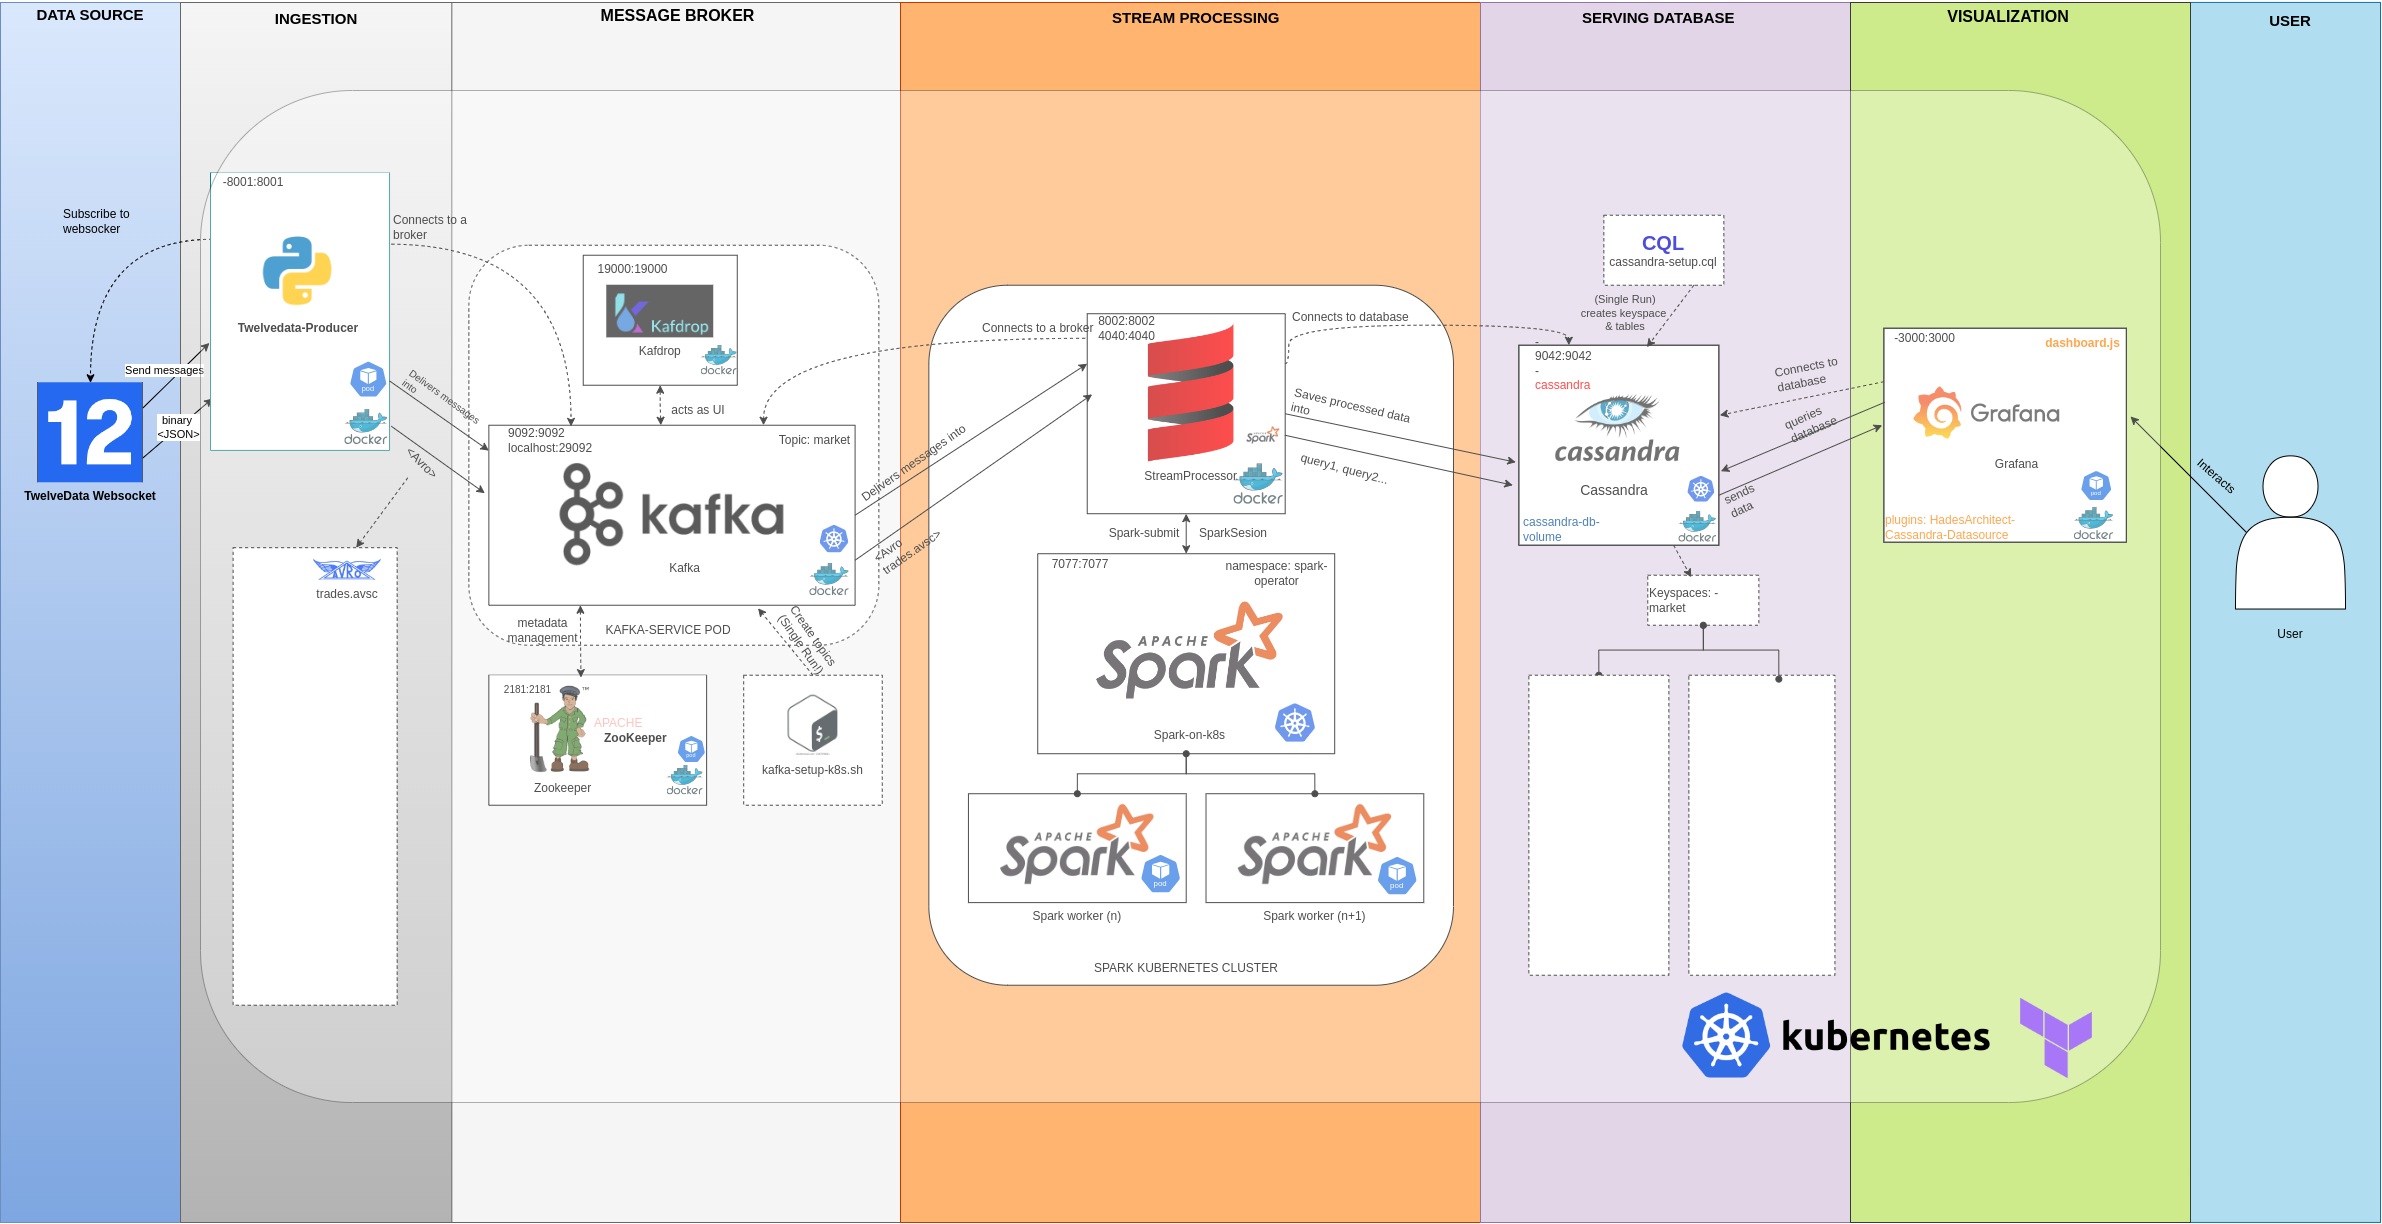 DATA SOURCE
INGESTION
MESSAGE BROKER
STREAM PROCESSING
SERVING DATABASE
VISUALIZATION
USER
Subscribe to
websocker
12
TwelveData Websocket
Send messages
binary
<JSON>
-8001:8001
Twelvedata-Producer
pod
docker
Connects to a
broker
Delivers messages
into
<Avro>
AVRO
trades.avsc
19000:19000
Kafdrop
Kafdrop
docker
acts as UI
9092:9092
localhost:29092
Topic: market
kafka
Kafka
docker
metadata
management
KAFKA-SERVICE POD
Create topics
(Single Run!)
2181:2181
TM
APACHE
ZooKeeper
Zookeeper
pod
docker
$
kafka-setup-k8s.sh
Delivers messages into
<Avro
trades.avsc>
Connects to a broker
8002:8002
4040:4040
Spark
StreamProcessor
docker
Spark-submit
SparkSesion
7077:7077
namespace: spark-
operator
APACHE
Spark
Spark-on-k8s
APACHE
Spark
pod
Spark worker (n)
APACHE
Spark
pod
Spark worker (n+1)
SPARK KUBERNETES CLUSTER
Connects to database
Saves processed data
into
query1, query2...
CQL
cassandra-setup.cql
(Single Run)
creates keyspace
& tables
-
9042:9042
-
cassandra
cassandra
Cassandra
cassandra-db-
volume
docker
Keyspaces: -
market
Connects to
database
queries
database
sends
data
-3000:3000
dashboard.js
Grafana
Grafana
pod
plugins: HadesArchitect-
Cassandra-Datasource
docker
Interacts
User
kubernetes